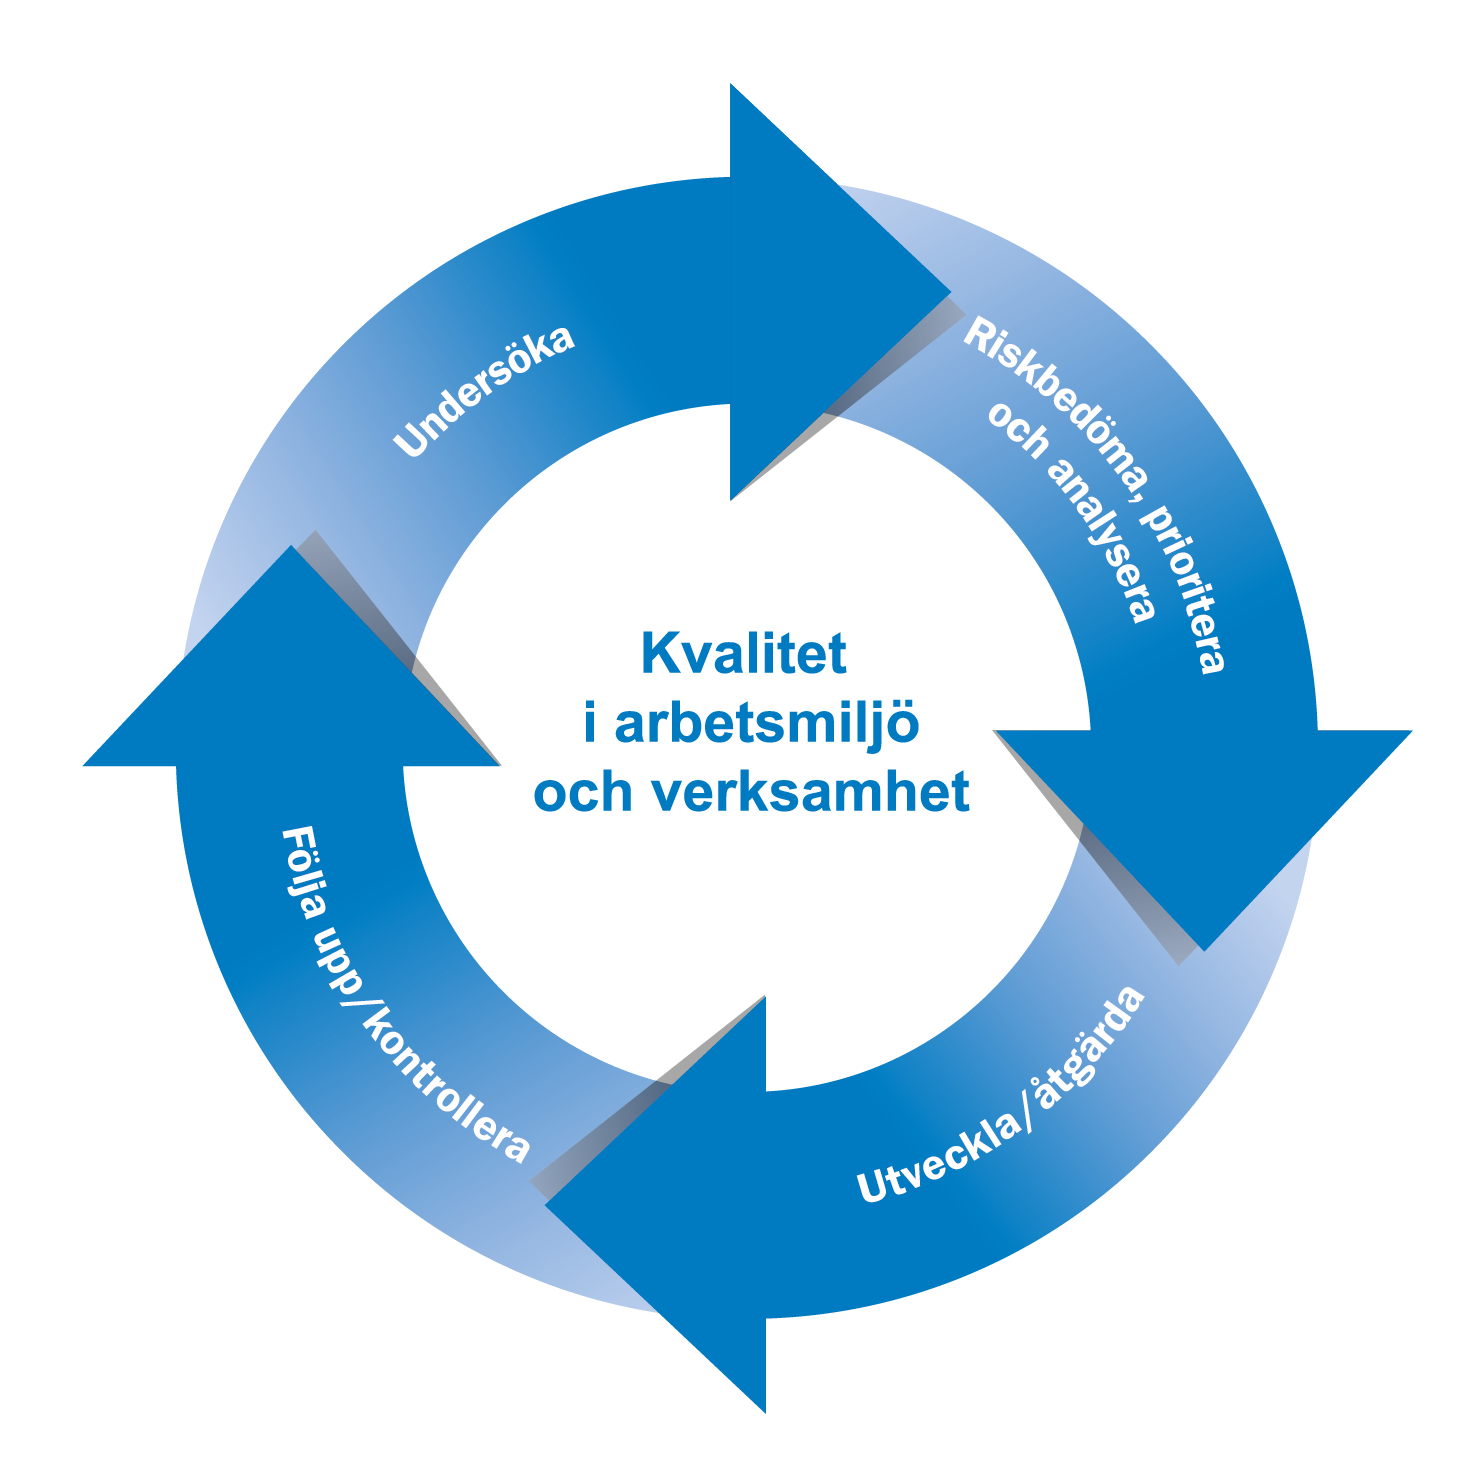 Undersöka
Riskbedöma, prioritera
och analysera
Utveckla/åtgärda
Följa upp/kontrollera
Kvalitet
i arbetsmiljö
och verksamhet